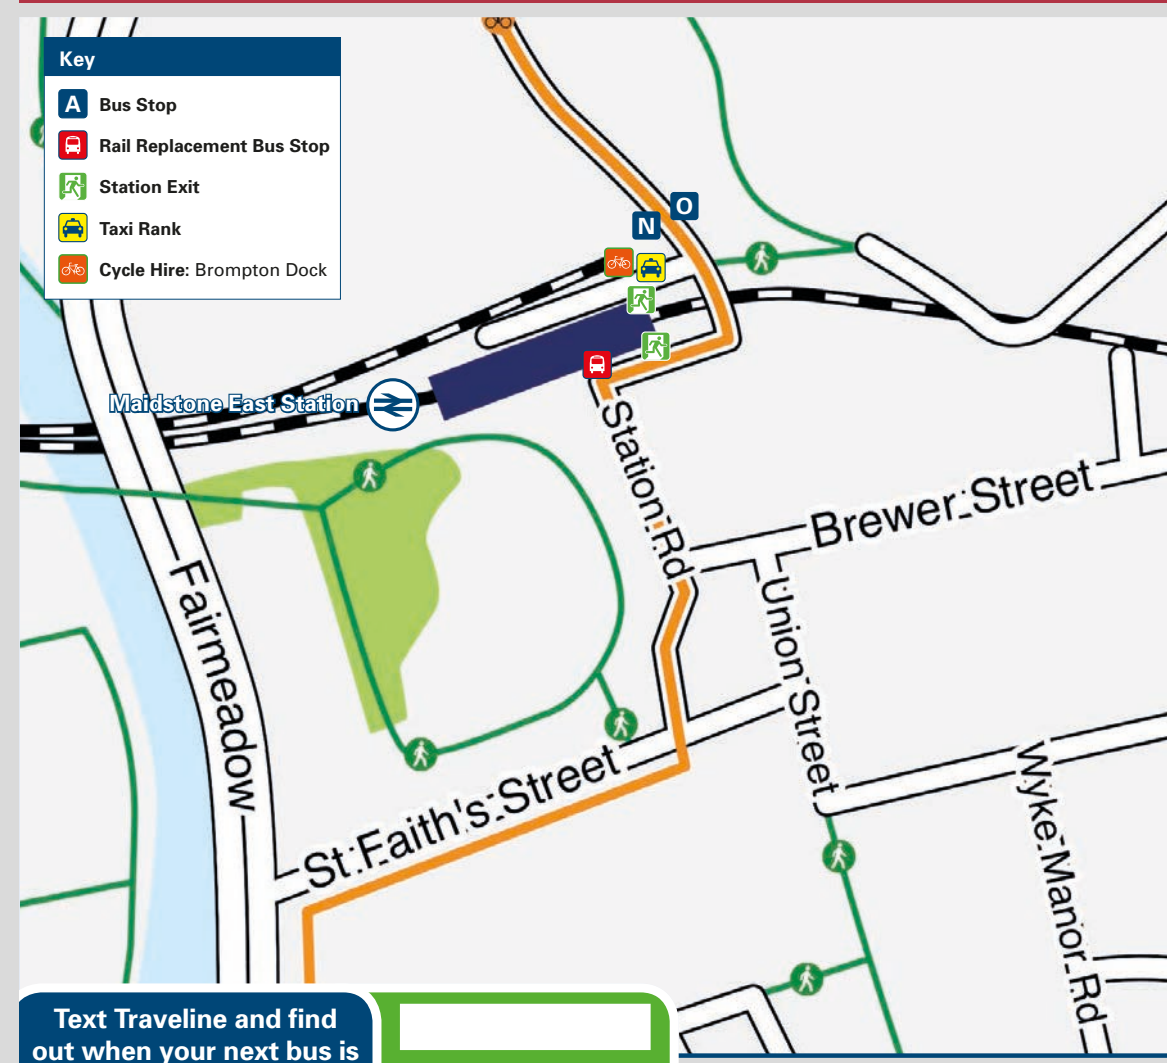 Key
A Bus Stop
Rail Replacement Bus Stop
Station Exit
Taxi Rank
Cycle Hire: Brompton Dock
O
N
Maidstone East Station
Station Rd
Brewer Street
Union Street
Fairmeadow
St Faith's Street
Wyke Manor Rd
Text Traveline and find
out when your next bus is